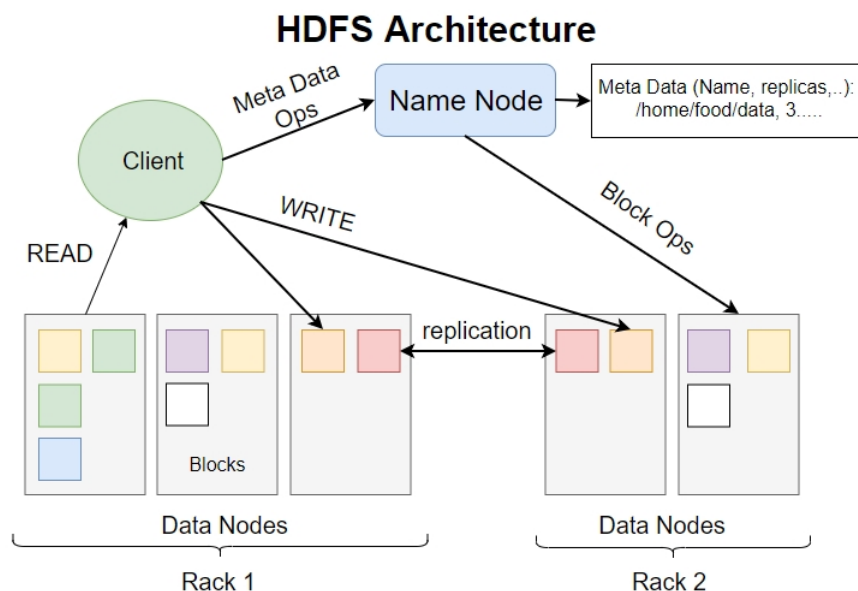 HDFS Architecture
Meta Data
Ops
Name Node
Meta Data (Name, replicas,..):
/home/food/data, 3.....
Client
READ
WRITE
Block Ops
replication
Blocks
Data Nodes
Data Nodes
Rack 1
Rack 2